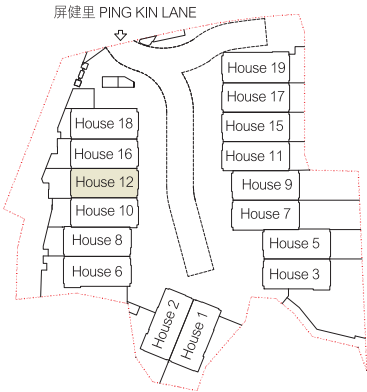 屏健里 PING KIN LANE
House 19
House 17
House 18
House 15
House 16
House 11
House 12
House 9
House 10
House 7
House 8
House 5
House 6
House 3
House 2
House 1